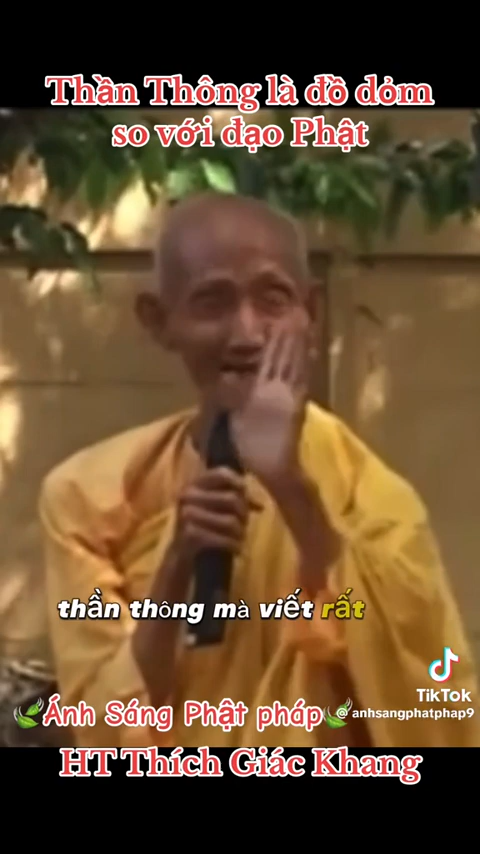 Thần Thông là đồ dỏm
so với đạo Phật
thần thông mà viết rất
TikTok
Ánh Sáng Phật pháp
@anhsangphatphap9
HT Thích Giác Khang